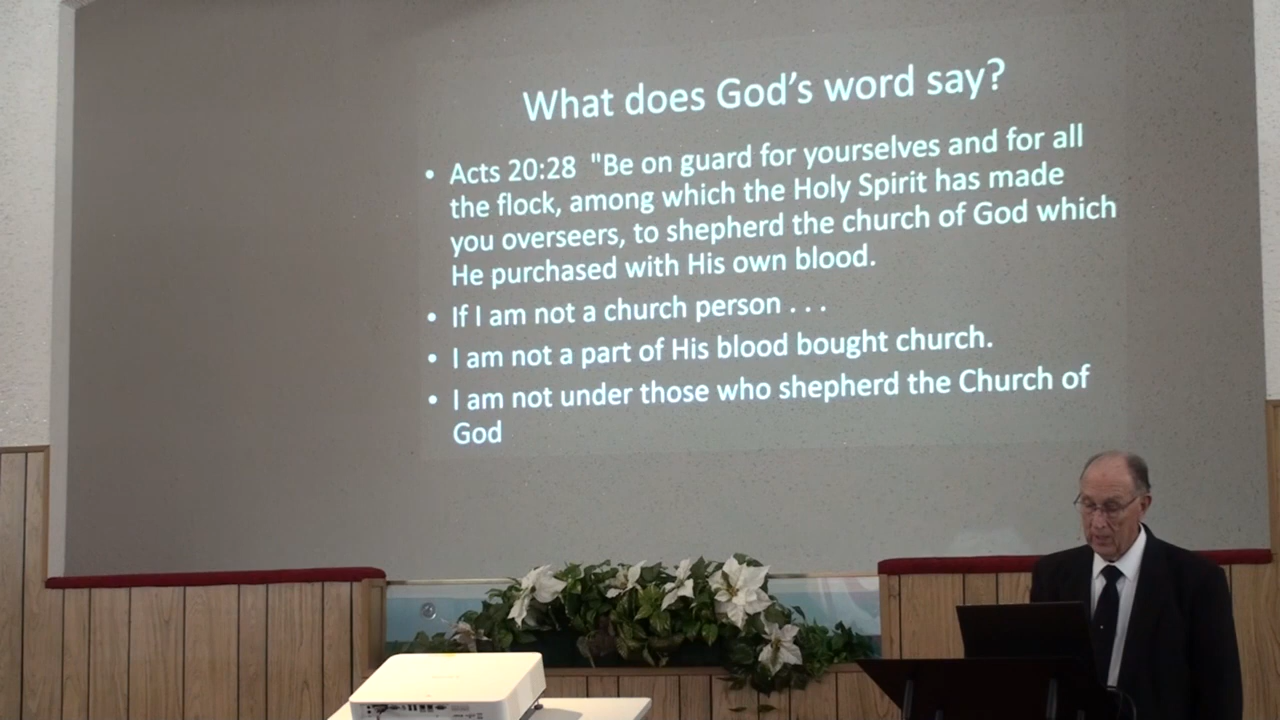 What does God's word say?
• Acts 20:28 "Be on guard for yourselves and for all
the flock, among which the Holy Spirit has made
you overseers, to shepherd the church of God which
He purchased with His own blood.
• If I am not a church person . . .
• I am not a part of His blood bought church.
• I am not under those who shepherd the Church of
God